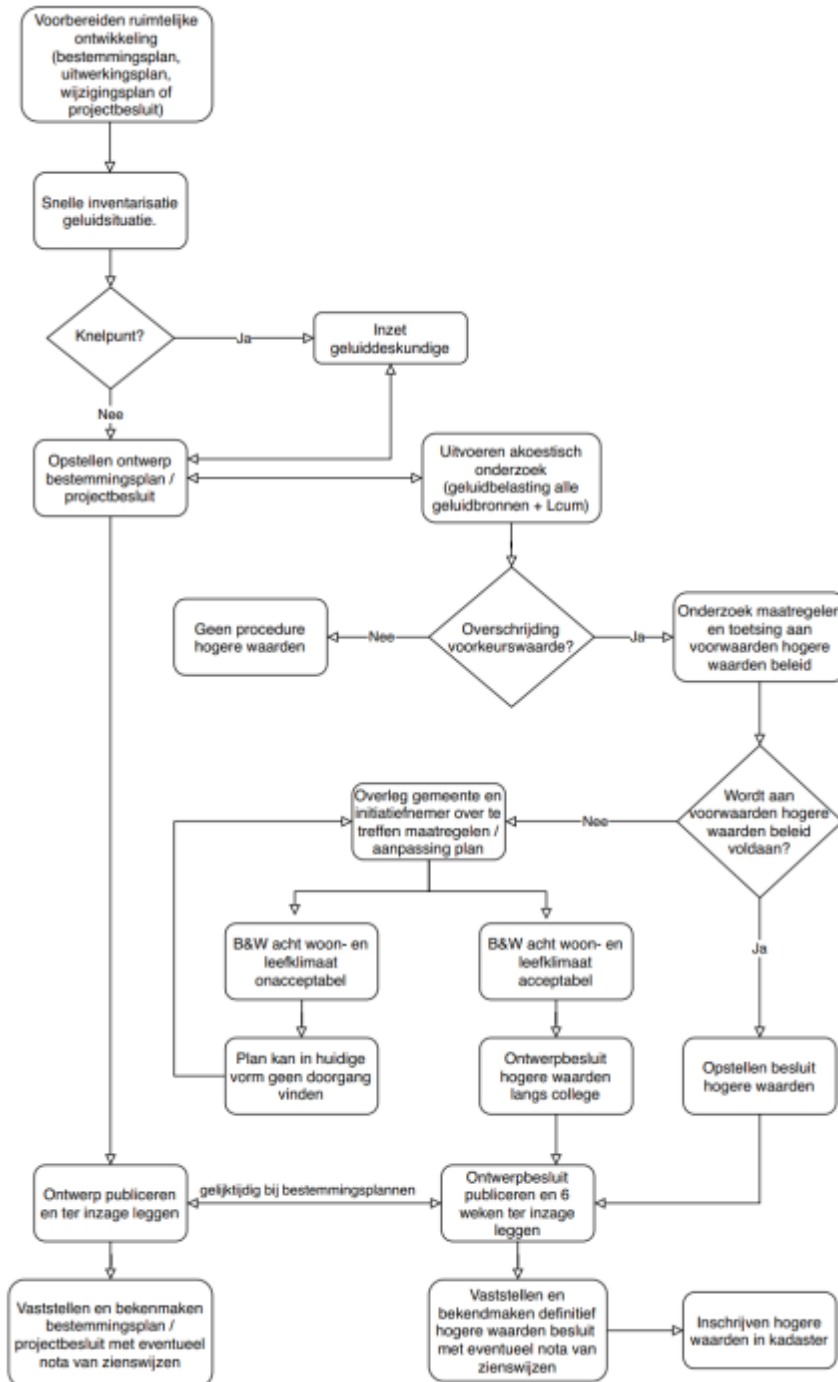 Voorbereiden ruimtelijke
ontwikkeling
(bestemmingsplan,
uitwerkingsplan,
wijzigingsplan of
projectbesluit)
Snelle inventarisatie
geluidsituatie.
Knelpunt?
Ja
Inzet
geluiddeskundige
Nee
Opstellen ontwerp
bestemmingsplan /
projectbesluit
Uitvoeren akoestisch
onderzoek
(geluidbelasting alle
geluidbronnen + Lcum)
Geen procedure
hogere waarden
Nee
Overschrijding
voorkeurswaarde?
Ja
Onderzoek maatregelen
en toetsing aan
voorwaarden hogere
waarden beleid
Overleg gemeente en
initiatiefnemer over te
treffen maatregelen /
aanpassing plan
Nee
Wordt aan
voorwaarden hogere
waarden beleid
voldaan?
B&W acht woon- en
leefklimaat
onacceptabel
B&W acht woon- en
leefklimaat
acceptabel
Ja
Plan kan in huidige
vorm geen doorgang
vinden
Ontwerpbesluit
hogere waarden
langs college
Opstellen besluit
hogere waarden
Ontwerp publiceren
en ter inzage leggen
gelijktijdig bij bestemmingsplannen
Ontwerpbesluit
publiceren en 6
weken ter inzage
leggen
Vaststellen en bekenmaken
bestemmingsplan /
projectbesluit met eventueel
nota van zienswijzen
Vaststellen en
bekendmaken definitief
hogere waarden besluit
met eventueel nota van
zienswijzen
Inschrijven hogere
waarden in kadaster